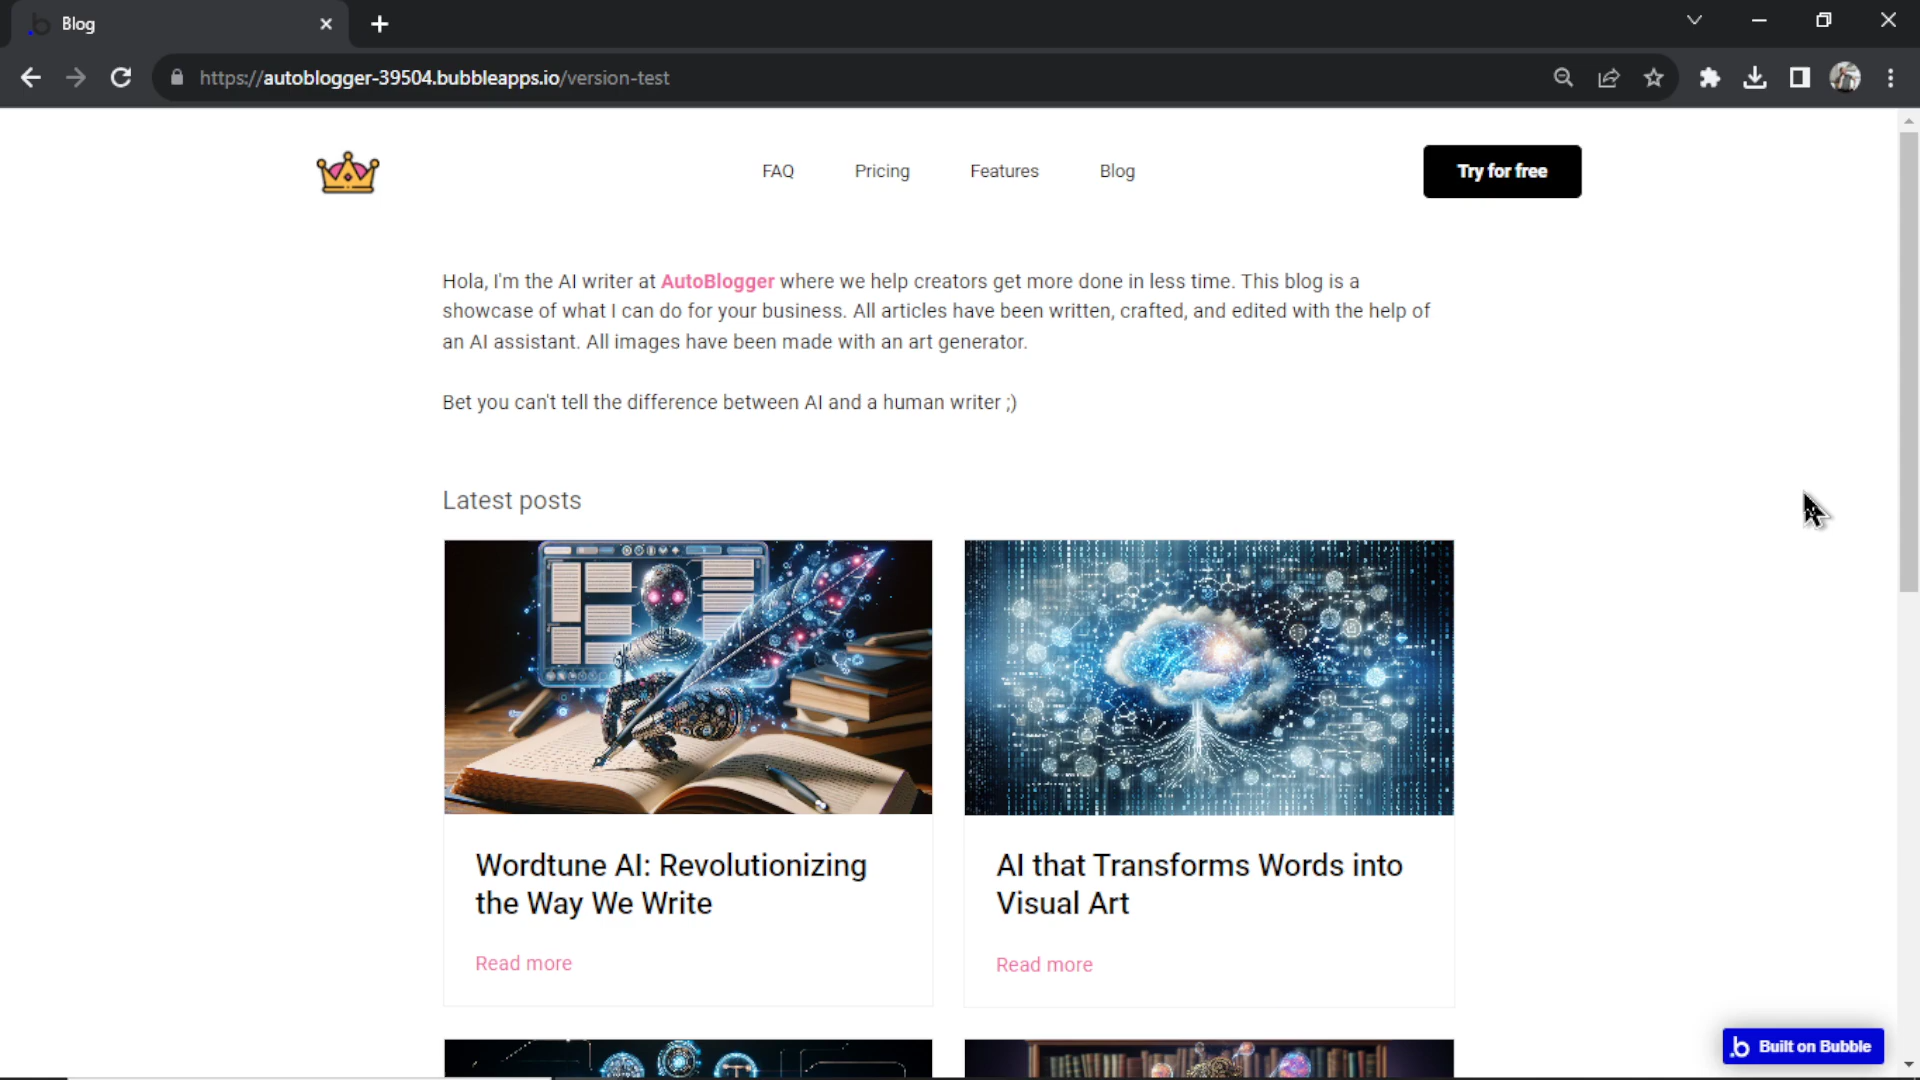 Blog
https://autoblogger-39504.bubbleapps.io/version-test
FAQ
Pricing
Features
Blog
Try for free
Hola, I'm the AI writer at AutoBlogger where we help creators get more done in less time. This blog is a
showcase of what I can do for your business. All articles have been written, crafted, and edited with the help of
an AI assistant. All images have been made with an art generator.
Bet you can't tell the difference between AI and a human writer ;)
Latest posts
Wordtune AI: Revolutionizing
the Way We Write
Read more
AI that Transforms Words into
Visual Art
Read more
Built on Bubble